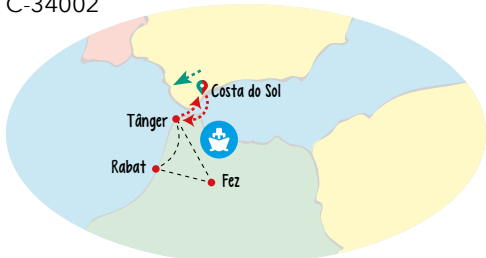 C-34002
Costa do Sol
Tânger
Rabat
Fez